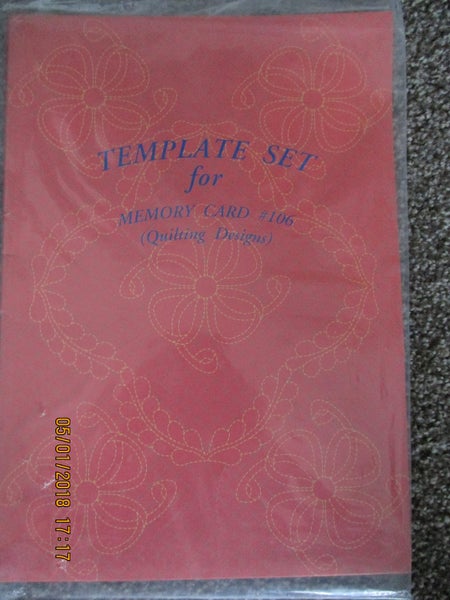 TEMPLATE SET
for
MEMORY CARD #106
(Quilting Designs)
05/01/2018 17:17